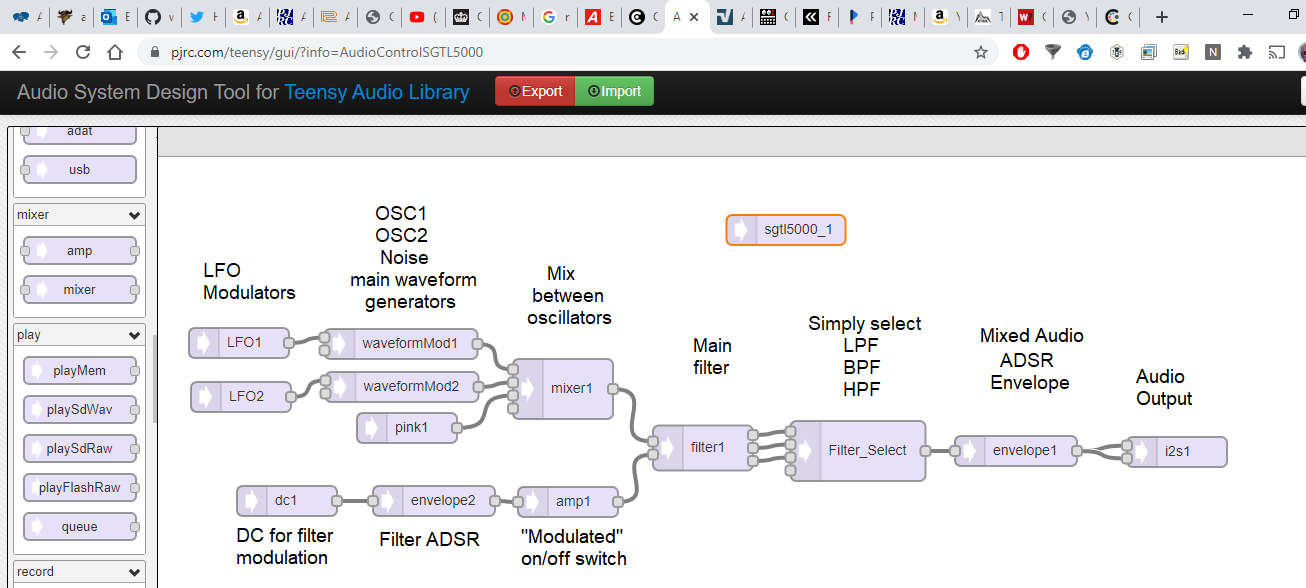 pjrc.com/teensy/gui/?info=AudioControlSGTL5000
Audio System Design Tool for Teensy Audio Library
Export
Import
adat
usb
mixer
amp
mixer
play
playMem
playSdWav
playSdRaw
playFlashRaw
queue
record
OSC1
OSC2
Noise
main waveform
generators
sgtl5000_1
LFO
Modulators
Mix
between
oscillators
LFO1
waveformMod1
LFO2
waveformMod2
pink1
mixer1
Main
filter
Simply select
LPF
BPF
HPF
Mixed Audio
ADSR
Envelope
Audio
Output
filter1
Filter_Select
envelope1
i2s1
dc1
envelope2
amp1
DC for filter
modulation
Filter ADSR
"Modulated"
on/off switch